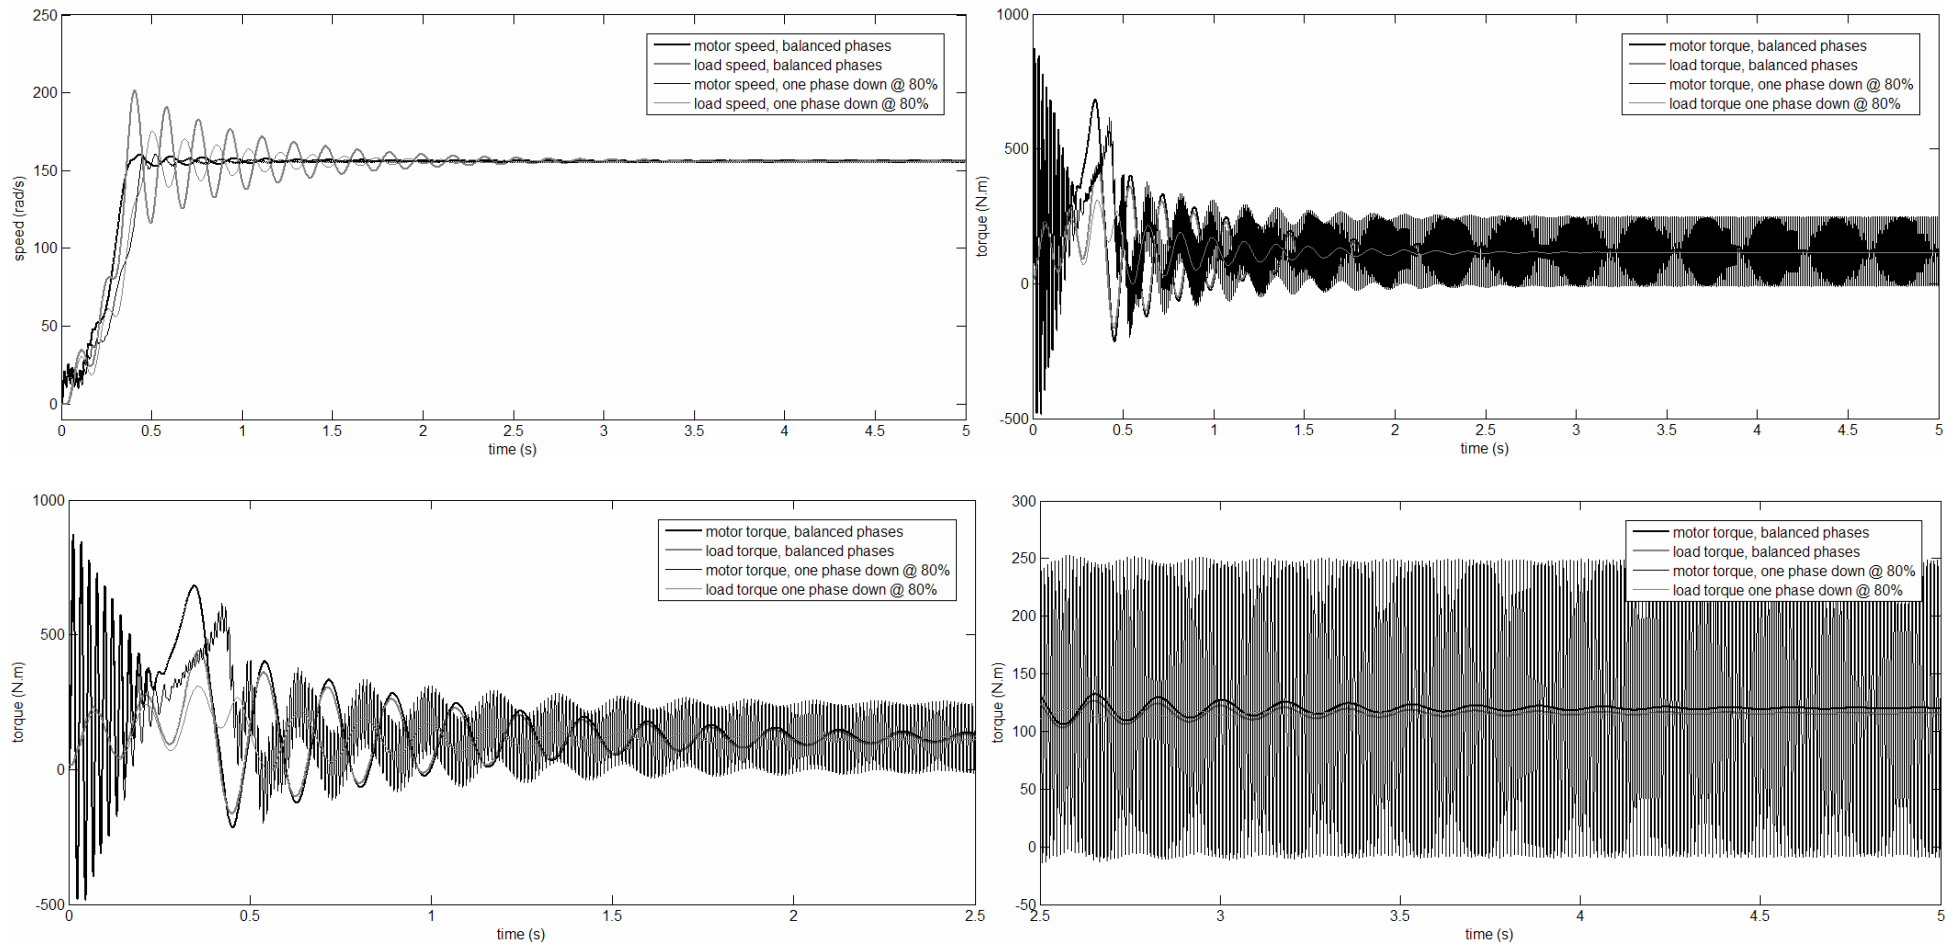 250
200
150
100
50
0
speed (rad/s)
motor speed, balanced phases
load speed, balanced phases
motor speed, one phase down @ 80%
load speed, one phase down @ 80%
0 0.5 1 1.5 2 2.5 3 3.5 4 4.5 5
time (s)
1000
500
0
-500
torque (N.m)
motor torque, balanced phases
load torque, balanced phases
motor torque, one phase down @ 80%
load torque one phase down @ 80%
0 0.5 1 1.5 2 2.5 3 3.5 4 4.5 5
time (s)
1000
500
0
-500
torque (N.m)
motor torque, balanced phases
load torque, balanced phases
motor torque, one phase down @ 80%
load torque one phase down @ 80%
0 0.5 1 1.5 2 2.5
time (s)
300
250
200
150
100
50
0
-50
torque (N.m)
motor torque, balanced phases
load torque, balanced phases
motor torque, one phase down @ 80%
load torque one phase down @ 80%
2.5 3 3.5 4 4.5 5
time (s)